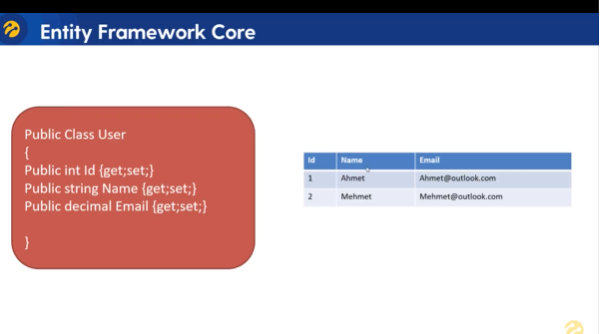 Entity Framework Core
Public Class User
{
Public int Id {get;set;}
Public string Name {get;set;}
Public decimal Email {get;set;}
}
Id Name Email
1 Ahmet Ahmet@outlook.com
2 Mehmet Mehmet@outlook.com